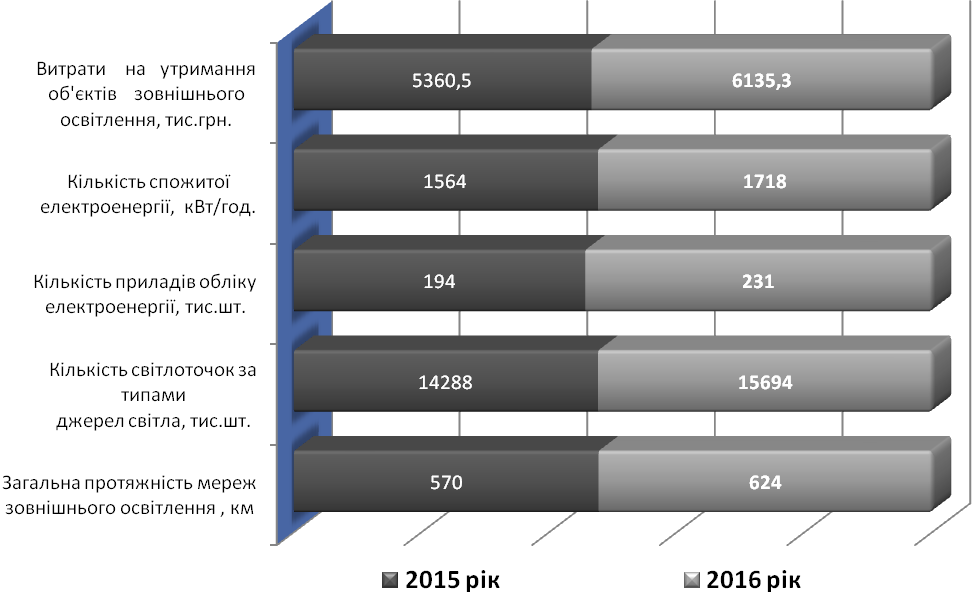 Витрати на утримання
об'єктів зовнішнього
освітлення, тис.грн.
5360,5
6135,3
Кількість спожитої
електроенергії, кВт/год.
1564
1718
Кількість приладів обліку
електроенергії, тис.шт.
194
231
Кількість світлоточок за
типами
джерел світла, тис.шт.
14288
15694
Загальна протяжність мереж
зовнішнього освітлення , км
570
624
2015 рік
2016 рік